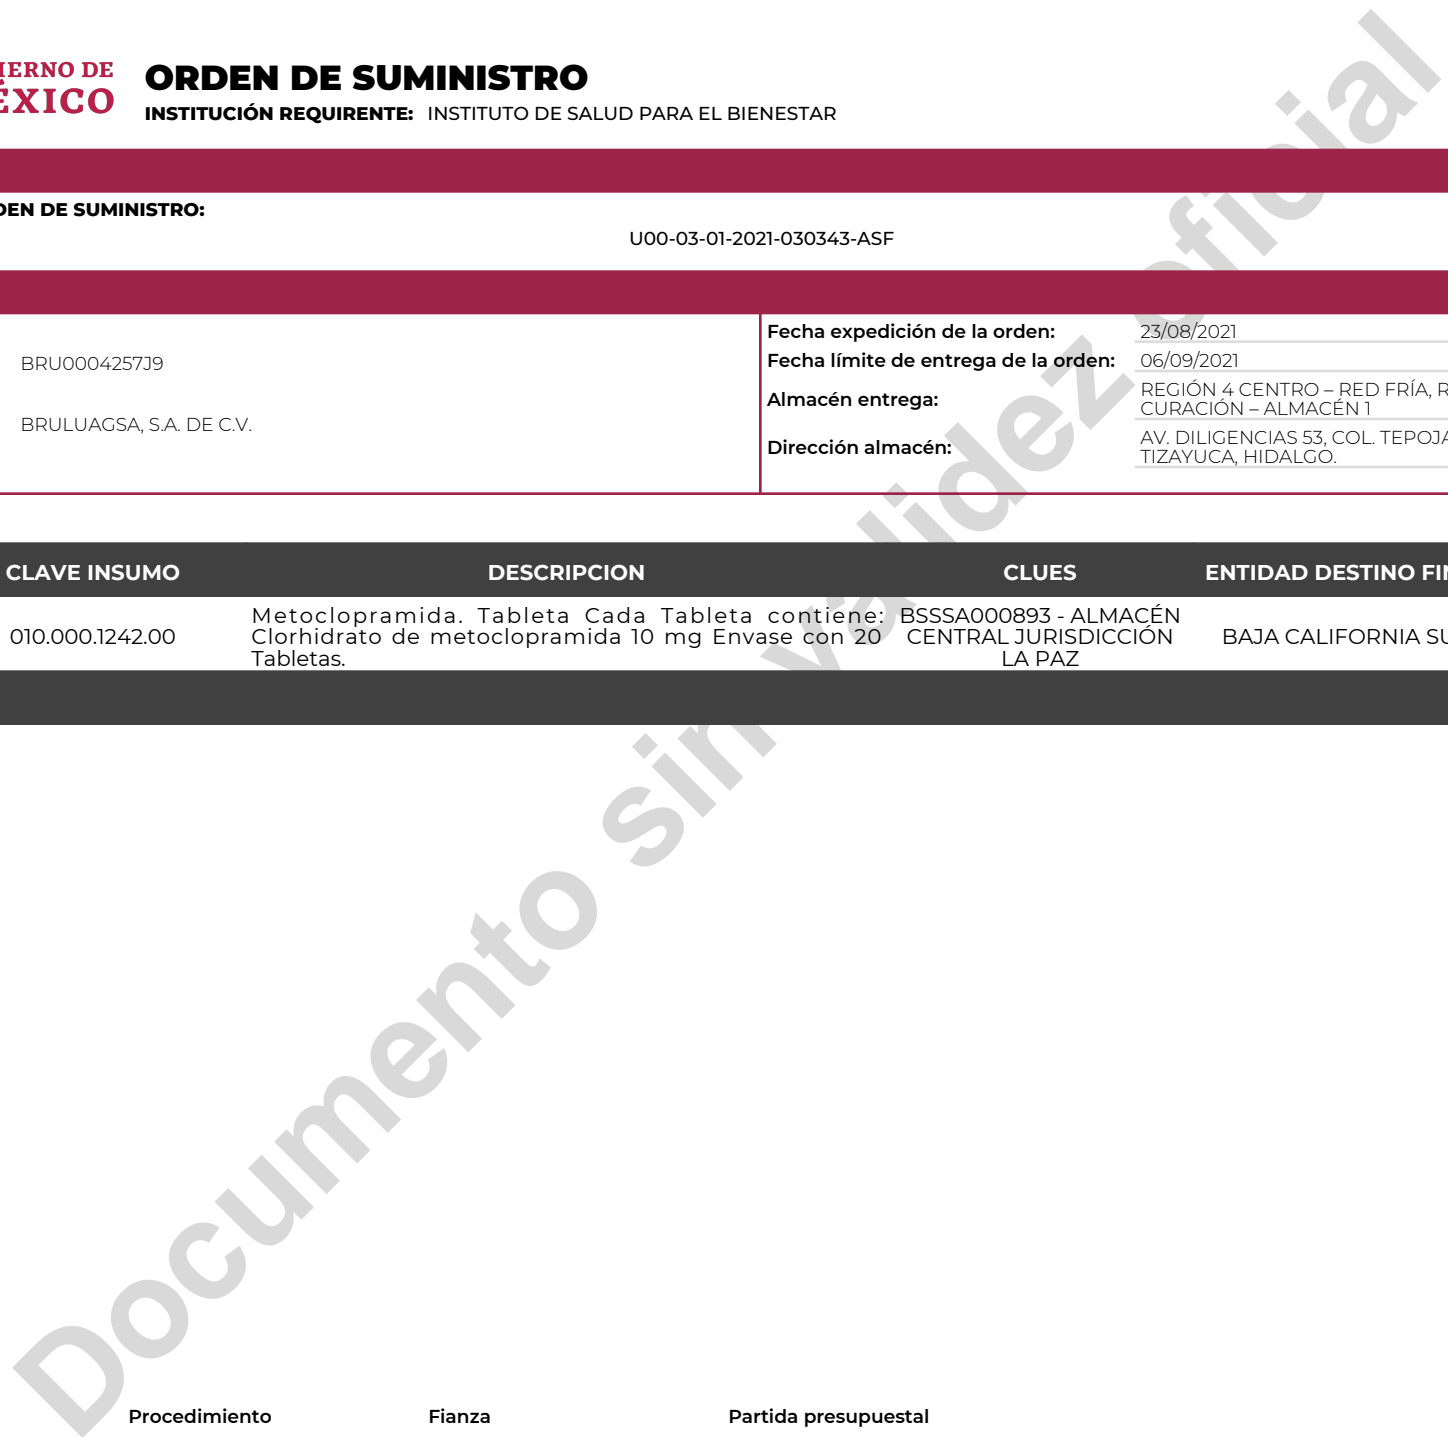 IERNO DE
ÉXICO
ORDEN DE SUMINISTRO
INSTITUCIÓN REQUIRENTE: INSTITUTO DE SALUD PARA EL BIENESTAR
DEN DE SUMINISTRO:
U00-03-01-2021-030343-ASF
BRU0004257J9
BRULUAGSA, S.A. DE C.V.
Fecha expedición de la orden: 23/08/2021
Fecha límite de entrega de la orden: 06/09/2021
Almacén entrega: REGIÓN 4 CENTRO – RED FRÍA, R
CURACIÓN – ALMACÉN 1
Dirección almacén: AV. DILIGENCIAS 53, COL. TEPOJA
TIZAYUCA, HIDALGO.
CLAVE INSUMO DESCRIPCION CLUES ENTIDAD DESTINO FIN
010.000.1242.00
Metoclopramida. Tableta Cada Tableta contiene:
Clorhidrato de metoclopramida 10 mg Envase con 20
Tabletas.
BSSSA000893 - ALMACÉN
CENTRAL JURISDICCIÓN
LA PAZ
BAJA CALIFORNIA SU
Documento sin validez oficial
Procedimiento Fianza Partida presupuestal